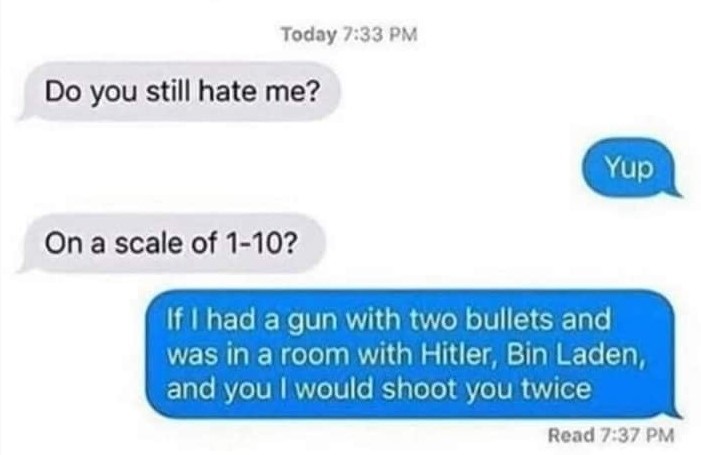 Today 7:33 PM
Do you still hate me?
Yup
On a scale of 1-10?
If I had a gun with two bullets and
was in a room with Hitler, Bin Laden,
and you I would shoot you twice
Read 7:37 PM